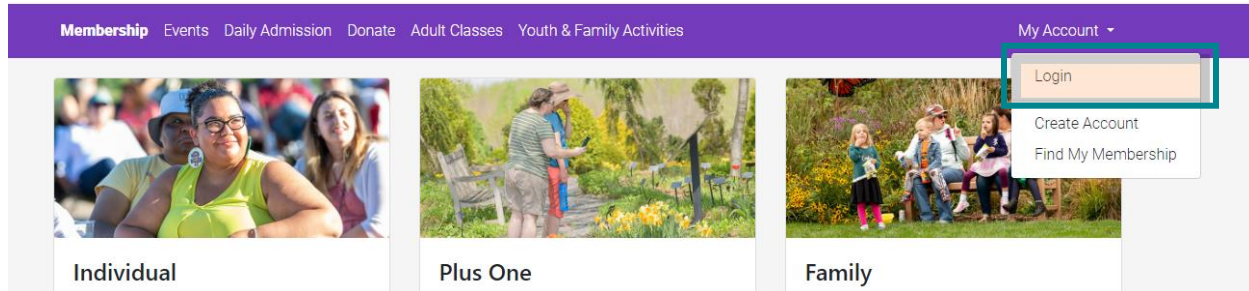 Membership Events Daily Admission Donate Adult Classes Youth & Family Activities My Account
Login
Create Account
Find My Membership
Individual Plus One Family